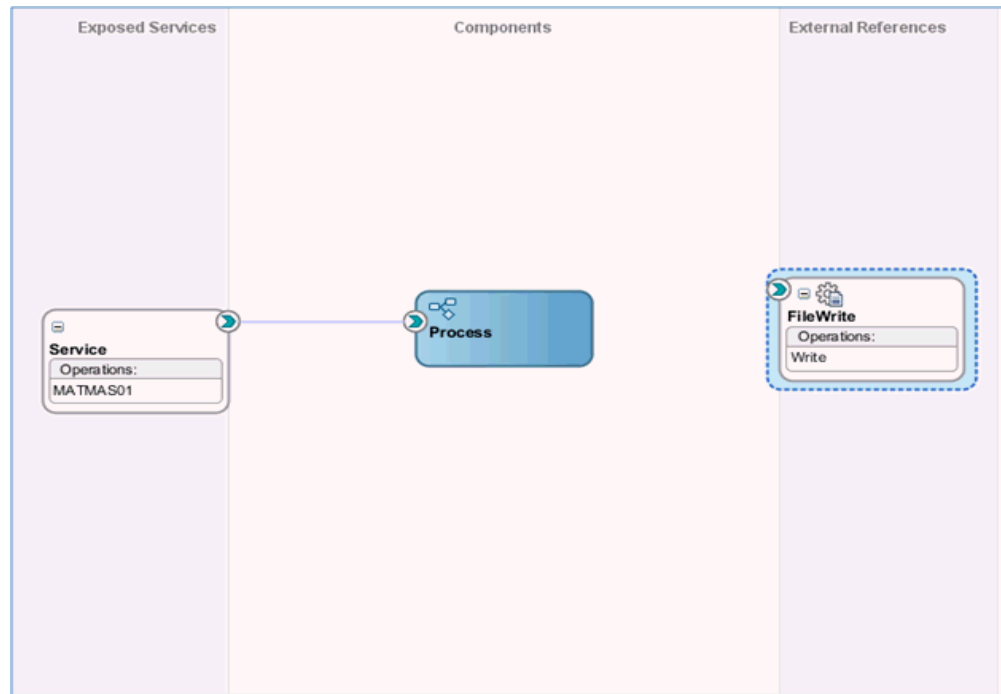 Exposed Services
Components
External References
Service
Operations:
MATMAS01
Process
FileWrite
Operations:
Write